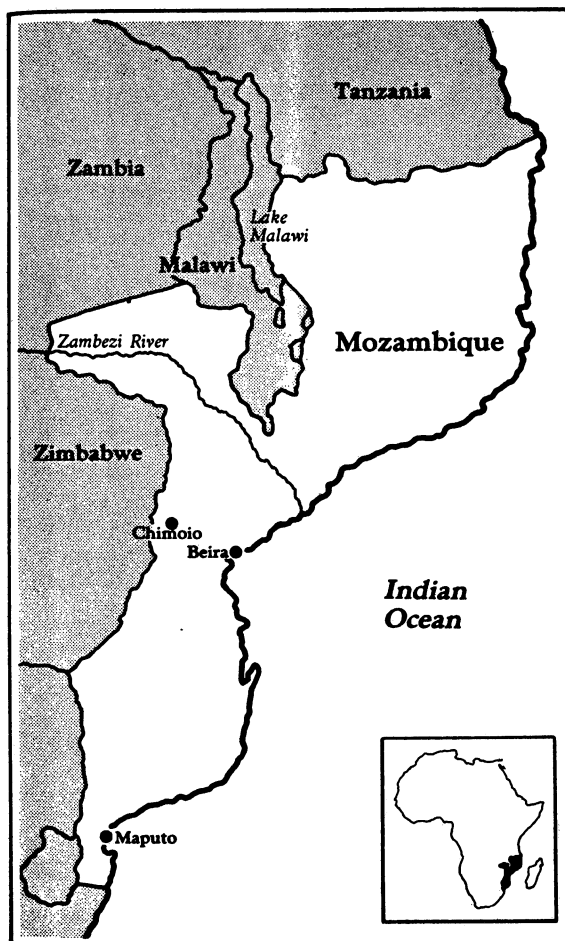 Tanzania
Zambia
Lake
Malawi
Malawi
Zambezi River
Mozambique
Zimbabwe
Chimoio
Beira
Indian
Ocean
Maputo